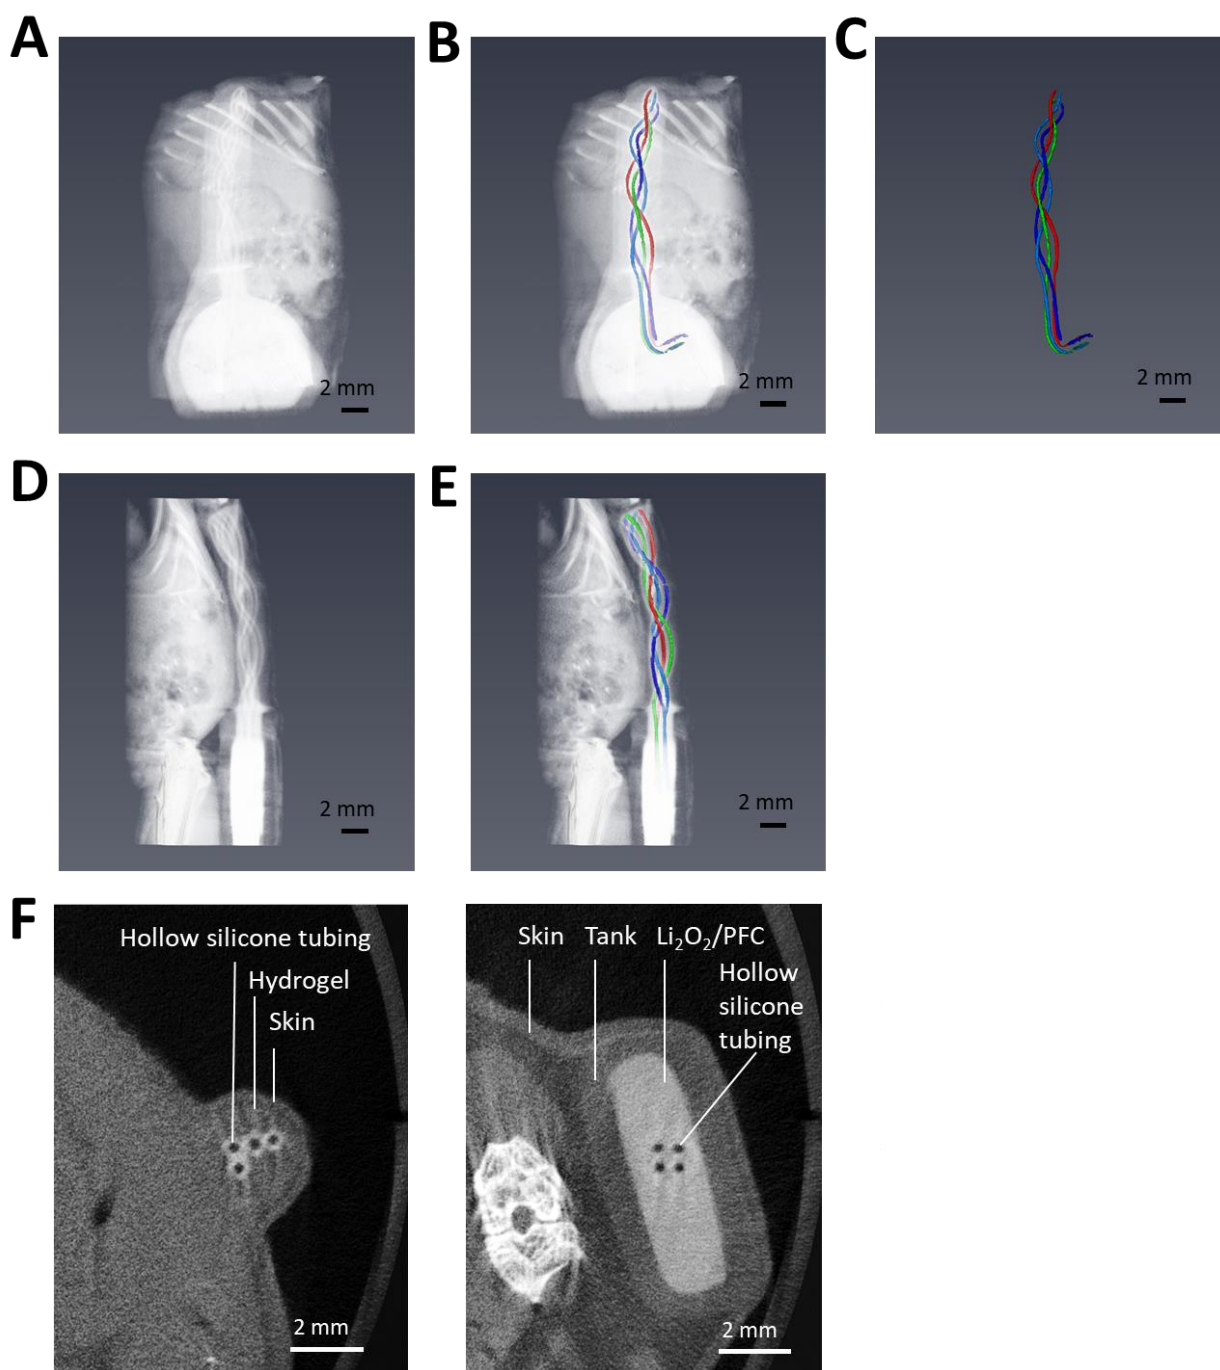 A
B
C
2 mm
2 mm
2 mm
D
E
2 mm
2 mm
F
Hollow silicone tubing
Hydrogel
Skin
2 mm
Skin Tank Li₂O₂/PFC
Hollow
silicone
tubing
2 mm